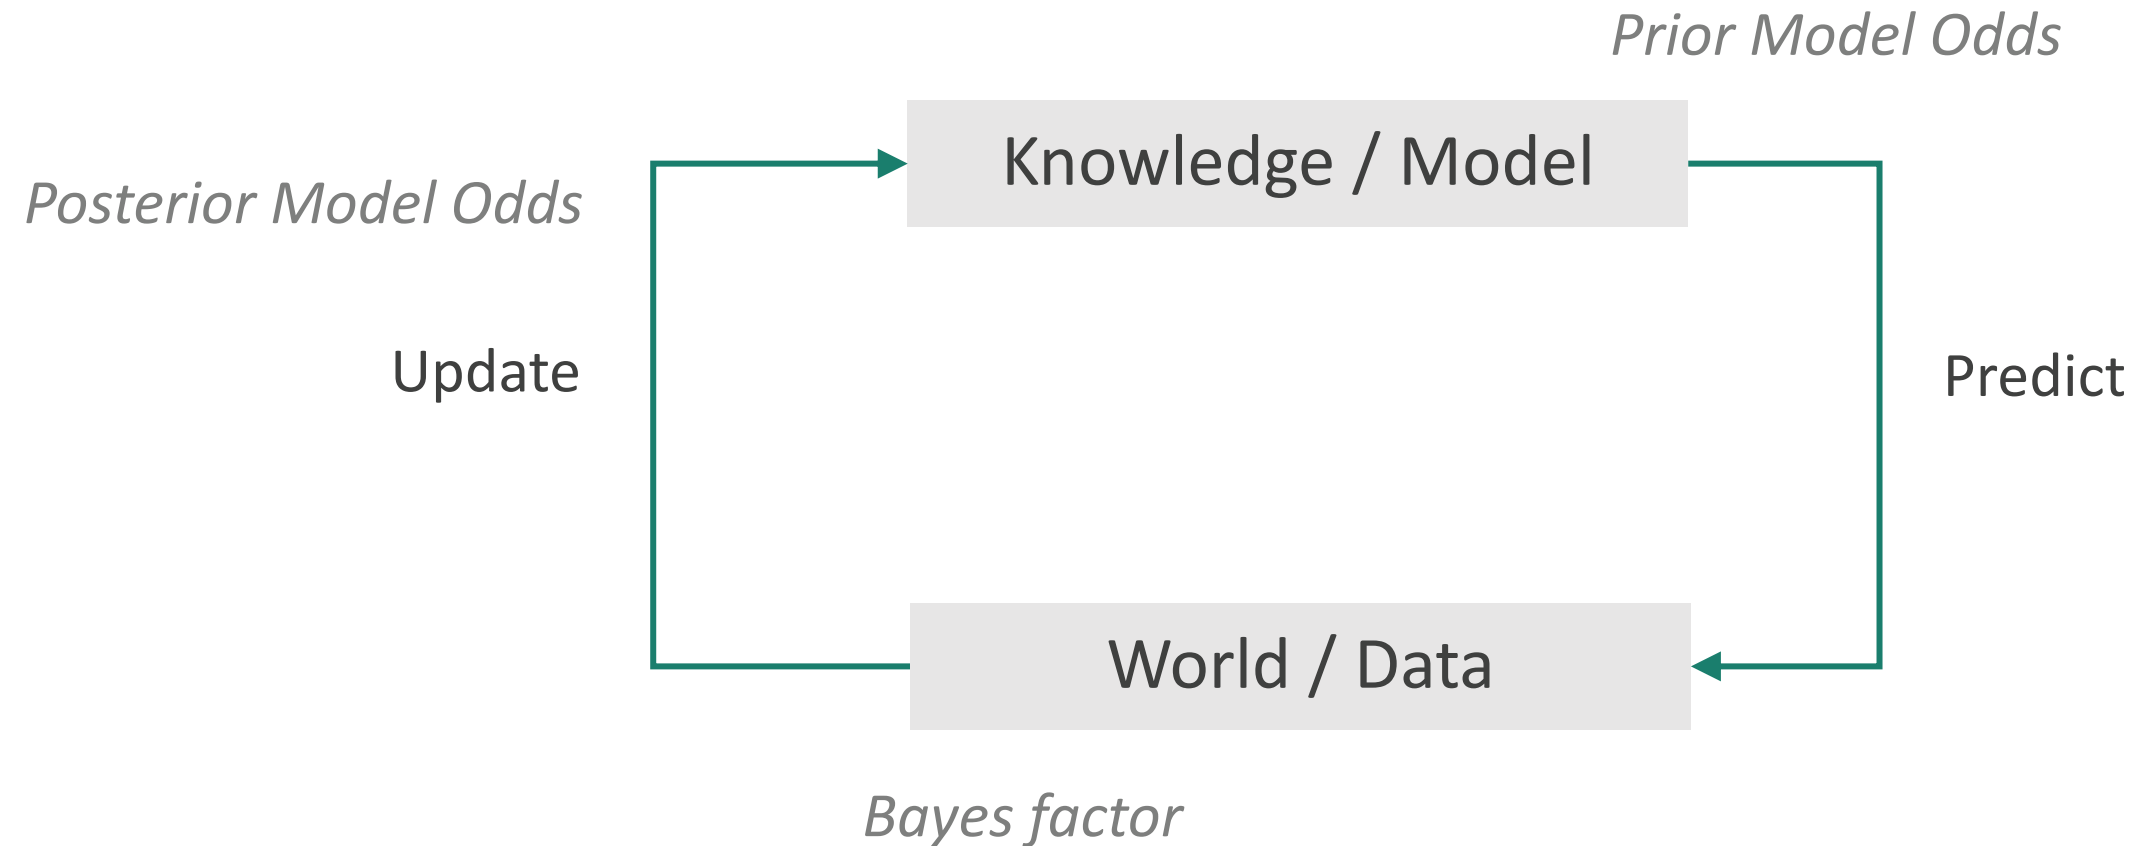 Prior Model Odds
Knowledge / Model
Posterior Model Odds
Update
Predict
World / Data
Bayes factor